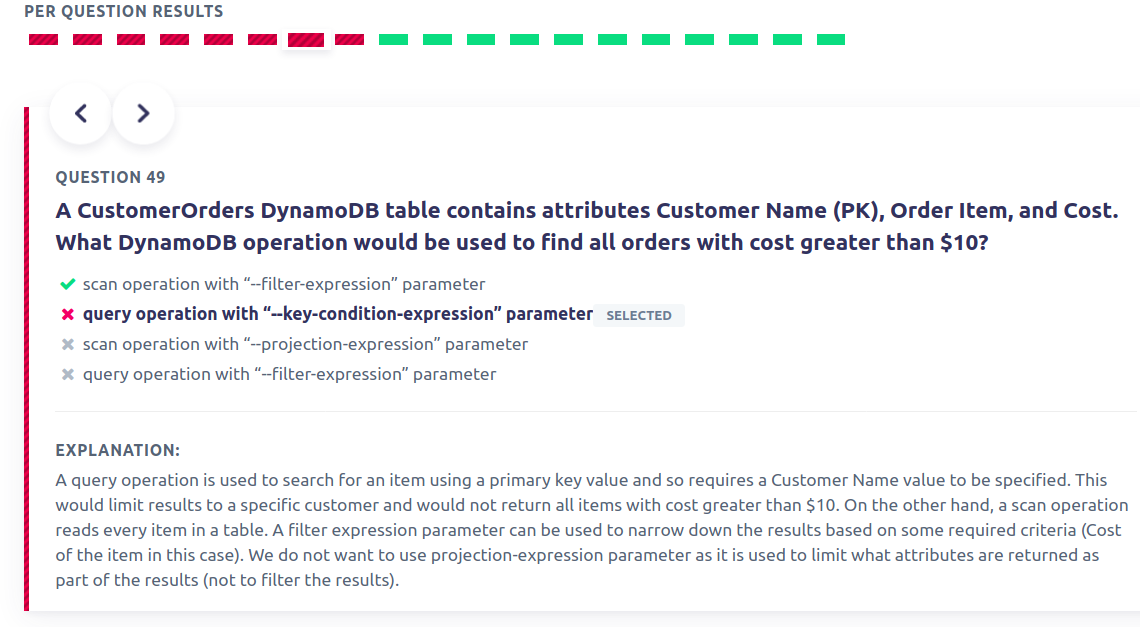 PER QUESTION RESULTS
QUESTION 49
A CustomerOrders DynamoDB table contains attributes Customer Name (PK), Order Item, and Cost.
What DynamoDB operation would be used to find all orders with cost greater than $10?
scan operation with “--filter-expression” parameter
query operation with “--key-condition-expression” parameter SELECTED
scan operation with “--projection-expression” parameter
query operation with “--filter-expression” parameter
EXPLANATION:
A query operation is used to search for an item using a primary key value and so requires a Customer Name value to be specified. This
would limit results to a specific customer and would not return all items with cost greater than $10. On the other hand, a scan operation
reads every item in a table. A filter expression parameter can be used to narrow down the results based on some required criteria (Cost
of the item in this case). We do not want to use projection-expression parameter as it is used to limit what attributes are returned as
part of the results (not to filter the results).